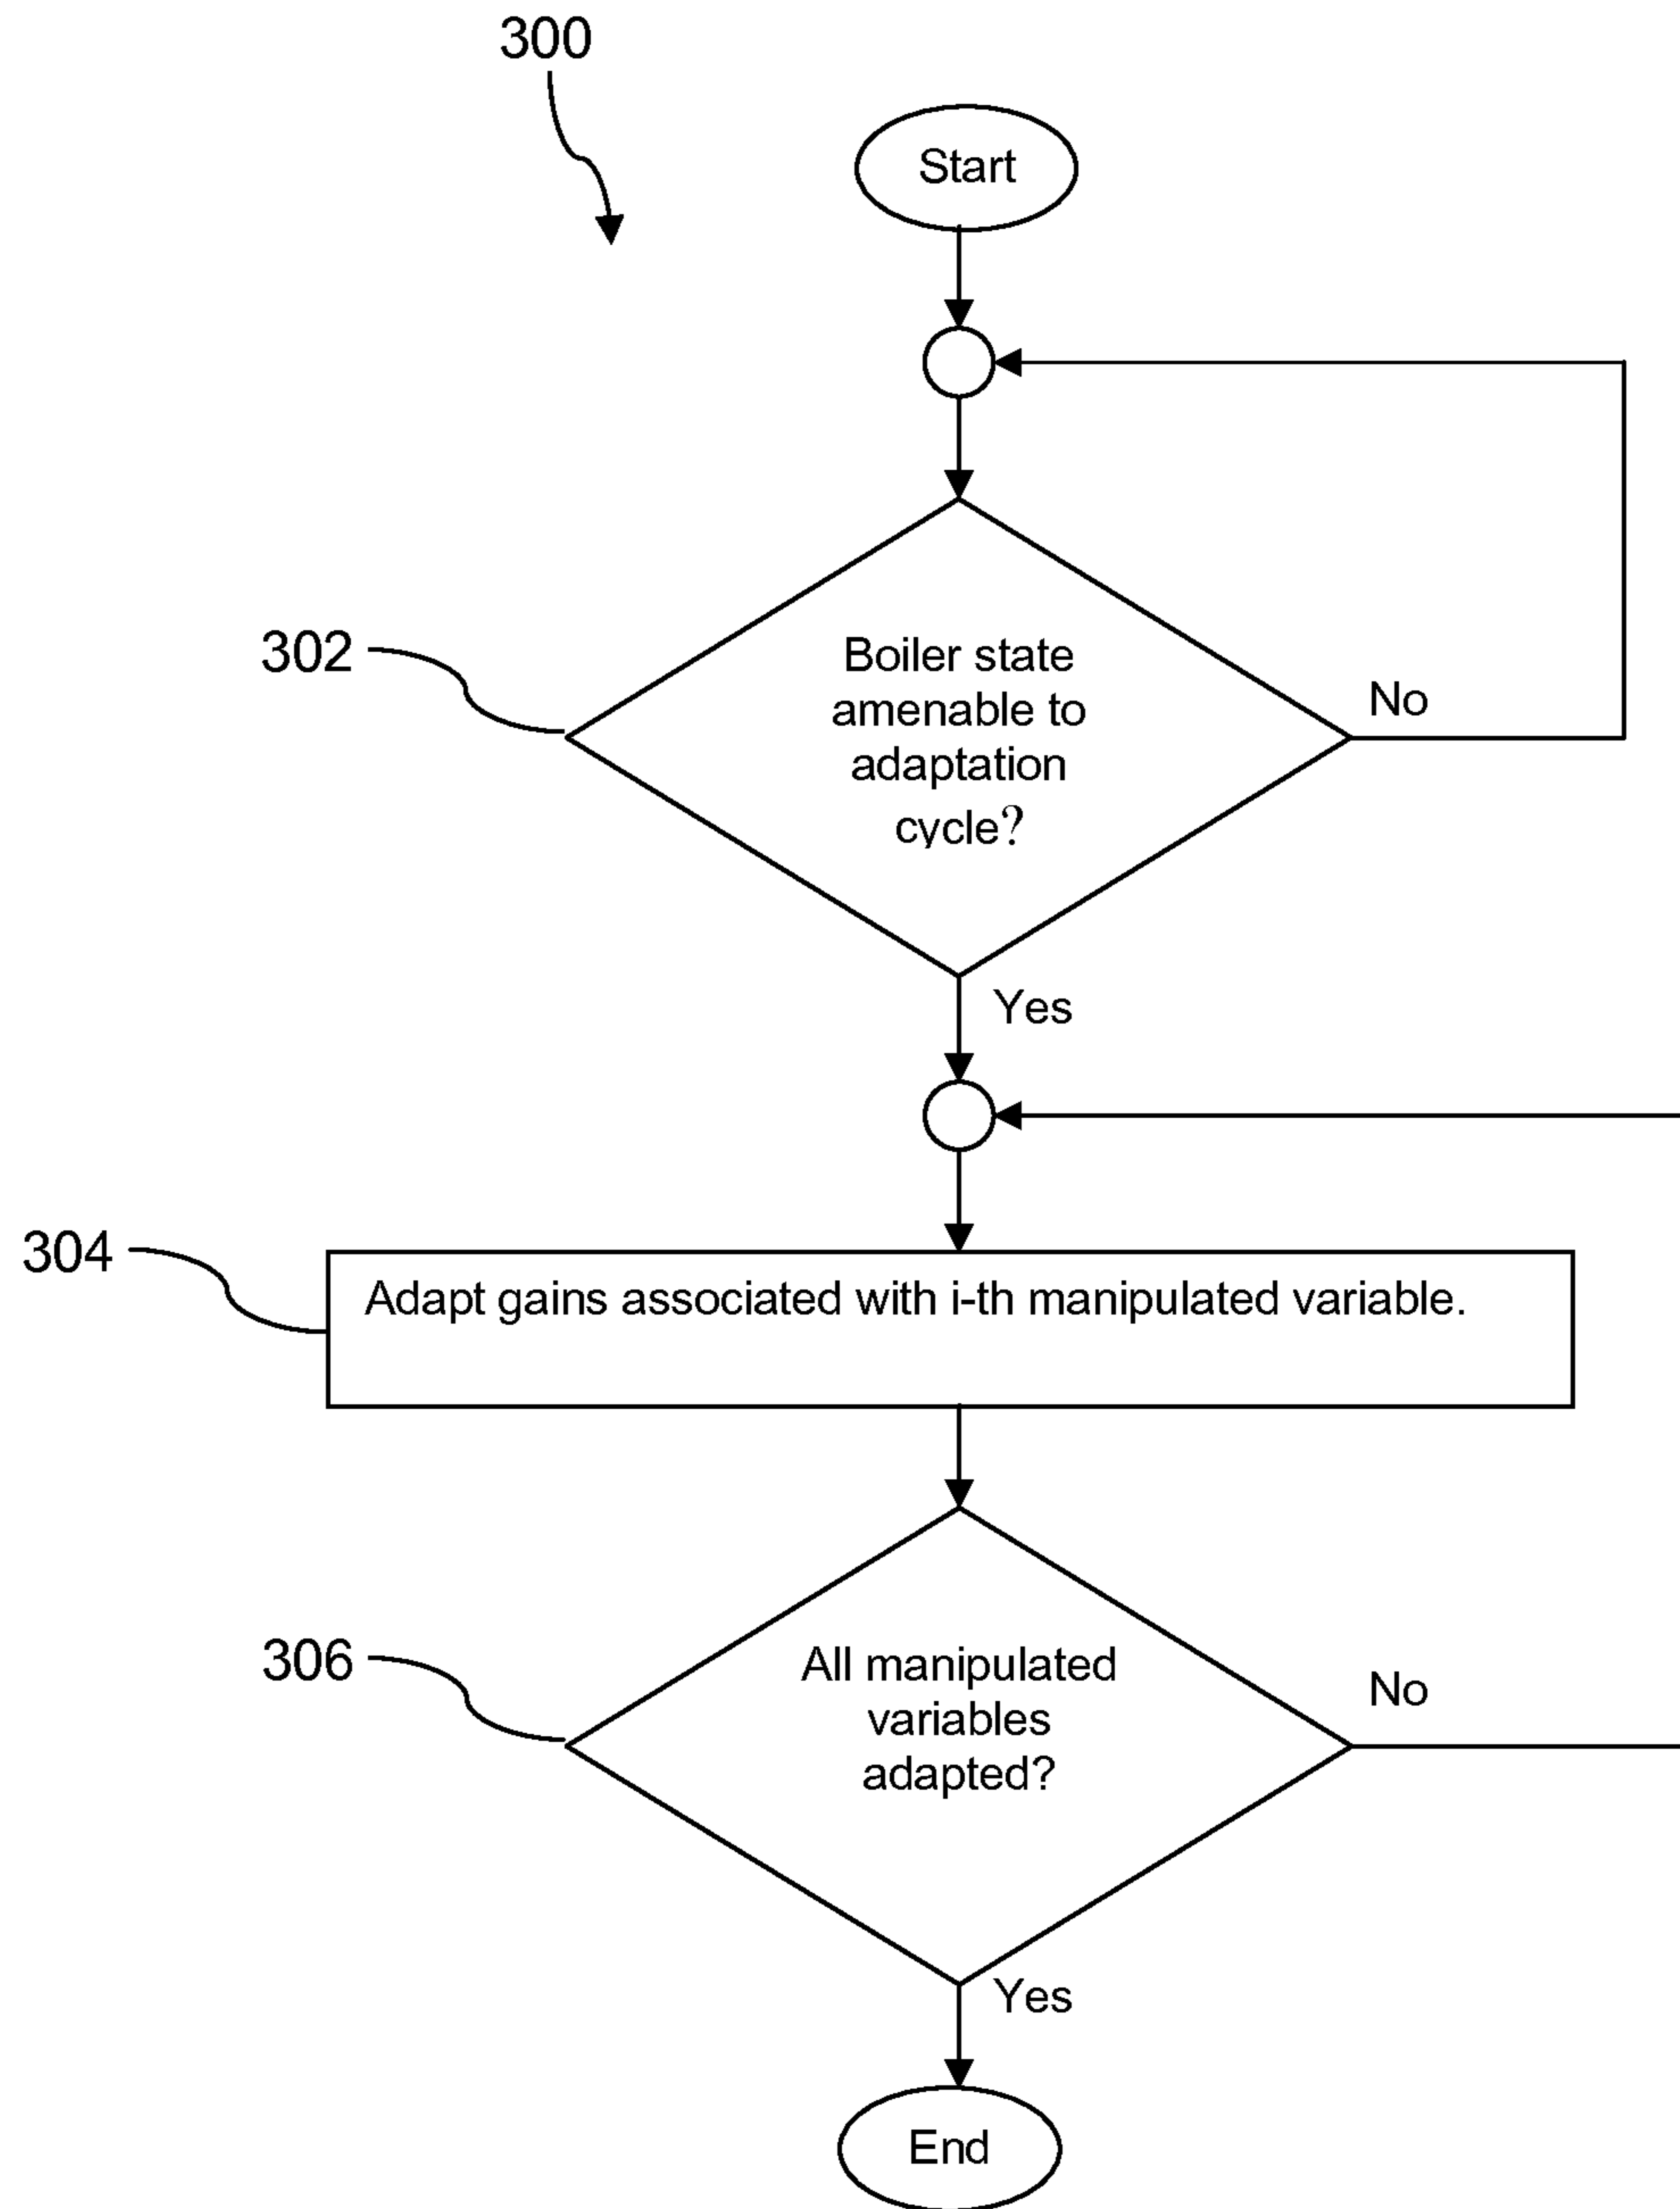 300
Start
302
Boiler state
amenable to
adaptation
cycle?
No
Yes
304
Adapt gains associated with i-th manipulated variable.
306
All manipulated
variables
adapted?
No
Yes
End